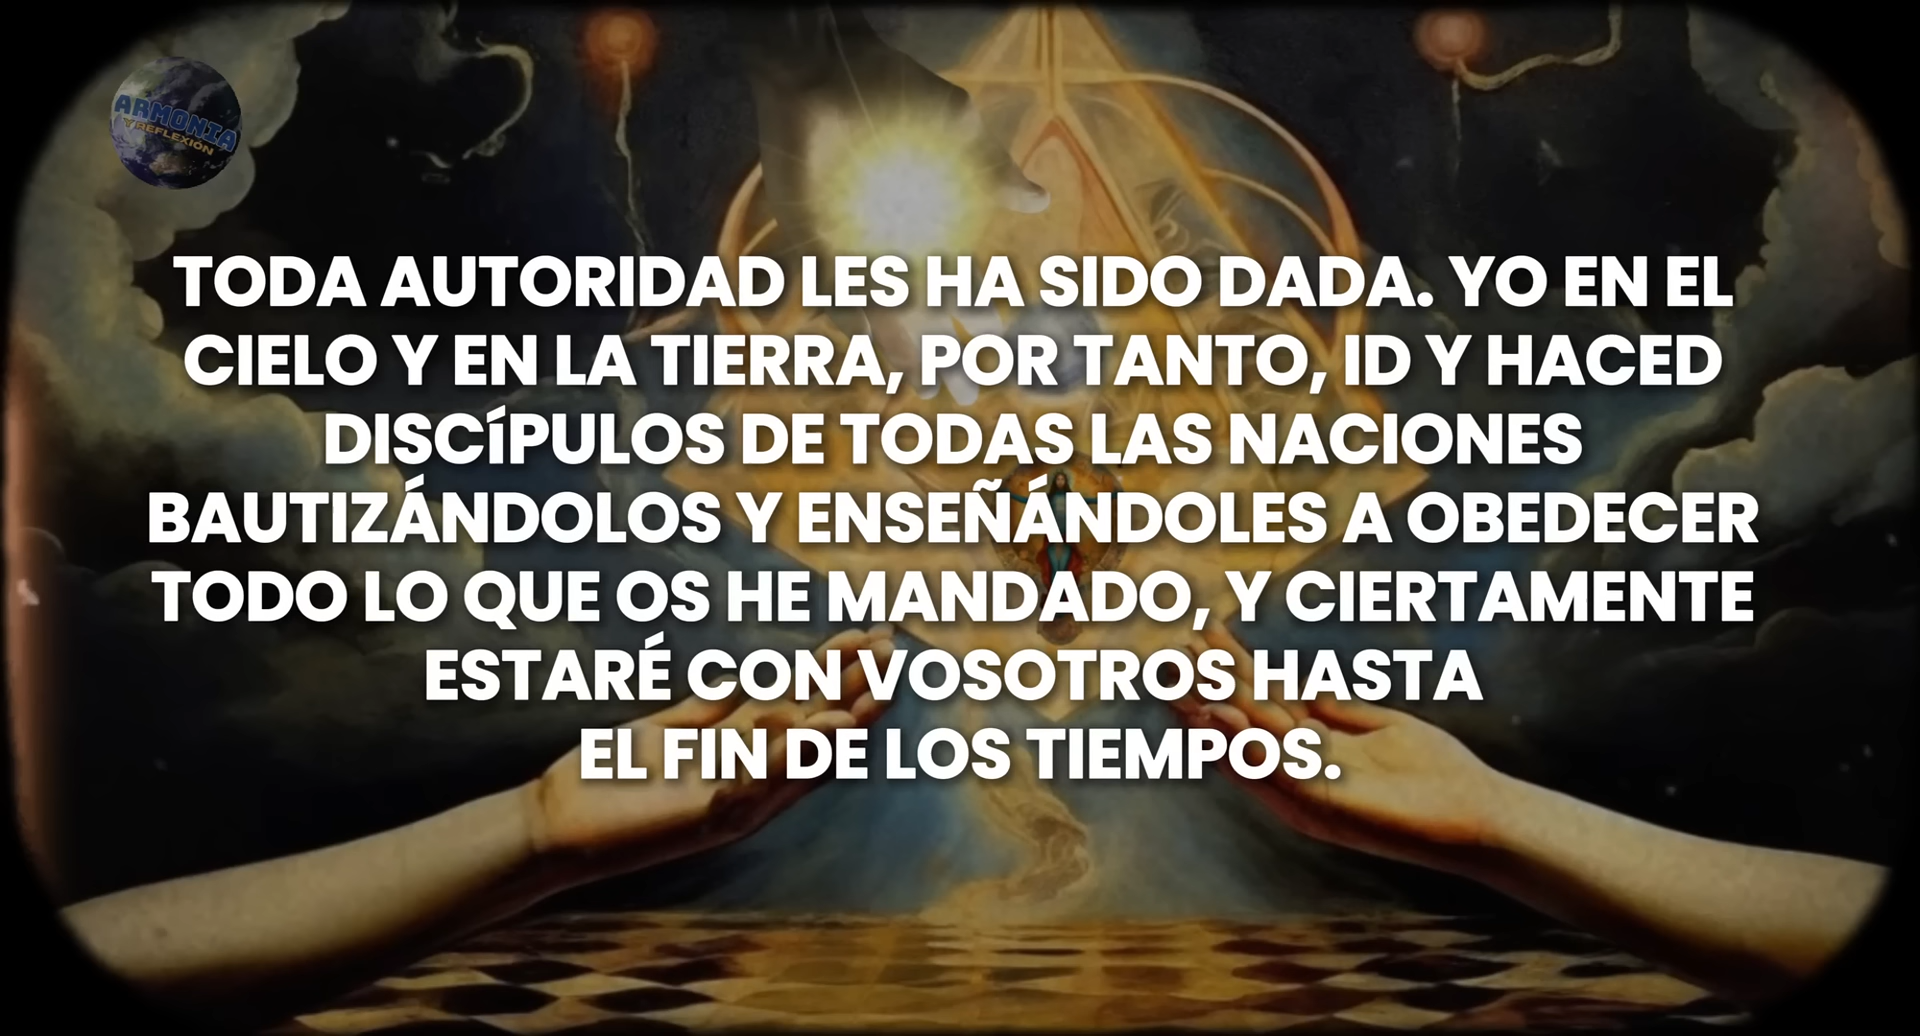 ARMONIA
Y REFLEXIÓN
TODA AUTORIDAD LES HA SIDO DADA. YO EN EL
CIELO Y EN LA TIERRA, POR TANTO, ID Y HACED
DISCíPULOS DE TODAS LAS NACIONES
BAUTIZÁNDOLOS Y ENSEÑÁNDOLES A OBEDECER
TODO LO QUE OS HE MANDADO, Y CIERTAMENTE
ESTARÉ CON VOSOTROS HASTA
EL FIN DE LOS TIEMPOS.